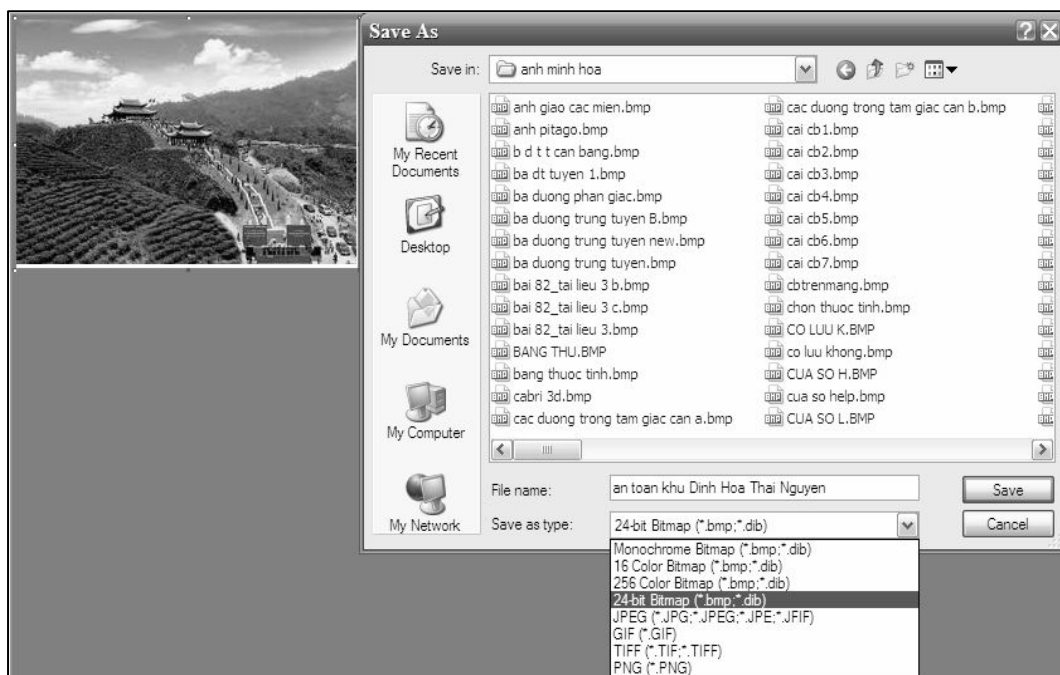 Save As
Save in:
anh minh hoa
My Recent
Documents
Desktop
My Documents
My Computer
My Network
anh giao cac mien.bmp
anh pitago.bmp
b d t t can bang.bmp
ba dt tuyen 1.bmp
ba duong phan giac.bmp
ba duong trung tuyen B.bmp
ba duong trung tuyen new.bmp
ba duong trung tuyen.bmp
bai 82_tai lieu 3 b.bmp
bai 82_tai lieu 3 c.bmp
bai 82_tai lieu 3.bmp
BANG THU.BMP
bang thuoc tinh.bmp
cabri 3d.bmp
cac duong trong tam giac can a.bmp
cac duong trong tam giac can b.bmp
cai cb1.bmp
cai cb2.bmp
cai cb3.bmp
cai cb4.bmp
cai cb5.bmp
cai cb6.bmp
cai cb7.bmp
cbtrenmang.bmp
chon thuoc tinh.bmp
CO LUU K.BMP
co luu khong.bmp
CUA SO H.BMP
cua so help.bmp
CUA SO L.BMP
File name:
an toan khu Dinh Hoa Thai Nguyen
Save
Save as type:
24-bit Bitmap (*.bmp;*.dib)
Cancel
Monochrome Bitmap (*.bmp;*.dib)
16 Color Bitmap (*.bmp;*.dib)
256 Color Bitmap (*.bmp;*.dib)
24-bit Bitmap (*.bmp;*.dib)
JPEG (*.JPG;*.JPEG;*.JPE;*.JFIF)
GIF (*.GIF)
TIFF (*.TIF;*.TIFF)
PNG (*.PNG)